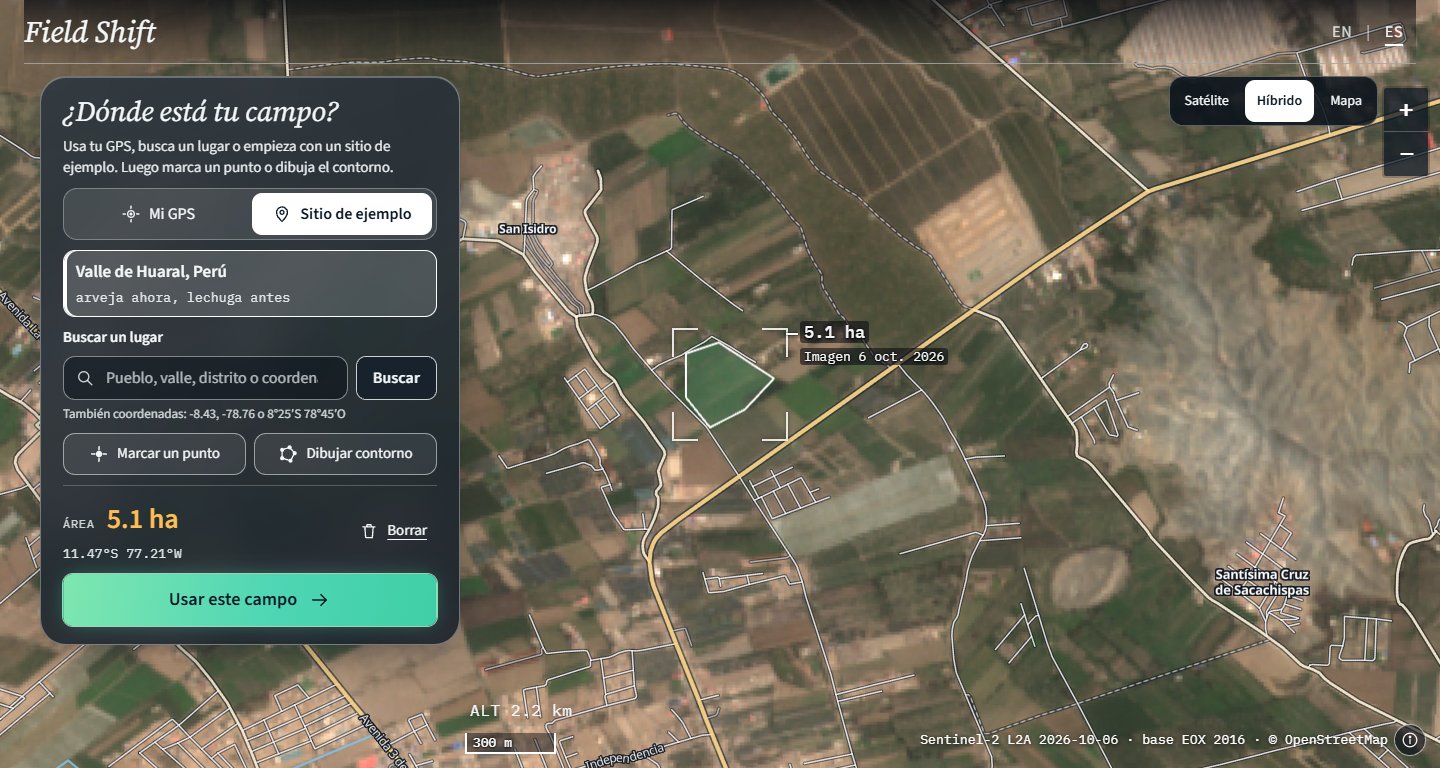 Field Shift
EN | ES
¿Dónde está tu campo?
Usa tu GPS, busca un lugar o empieza con un sitio de
ejemplo. Luego marca un punto o dibuja el contorno.
Mi GPS
Sitio de ejemplo
Valle de Huaral, Perú
arveja ahora, lechuga antes
Buscar un lugar
Pueblo, valle, distrito o coorden
Buscar
También coordenadas: -8.43, -78.76 o 8°25'S 78°45'O
Marcar un punto
Dibujar contorno
ÁREA 5.1 ha
Borrar
11.47°S 77.21°W
Usar este campo
Satélite
Híbrido
Mapa
+
−
San Isidro
5.1 ha
Imagen 6 oct. 2026
Santísima Cruz
de Sacachispas
Avenida La
Avenida 3 de
Independencia
ALT 2.2 km
300 m
Sentinel-2 L2A 2026-10-06 · base EOX 2016 · © OpenStreetMap